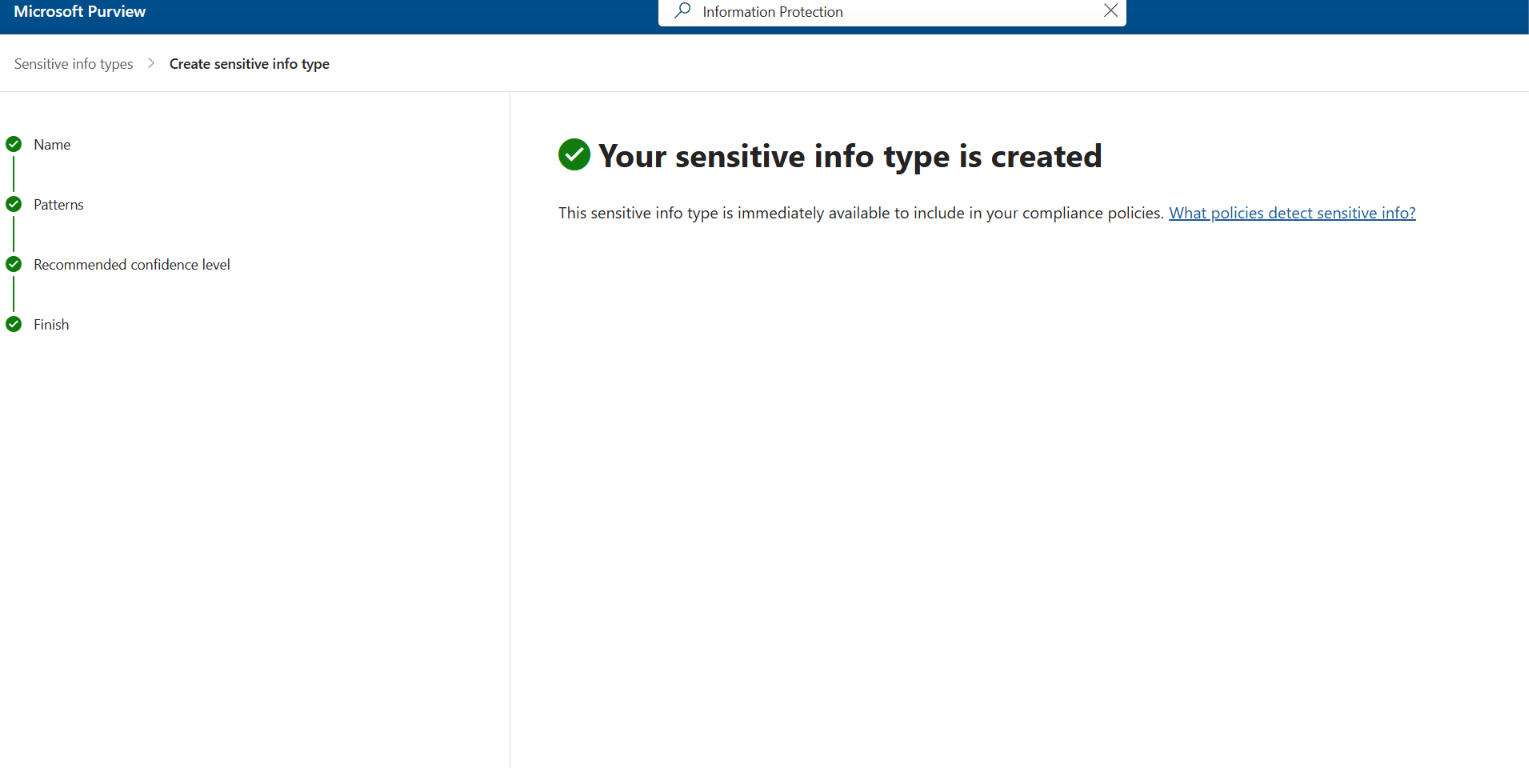 Microsoft Purview
Information Protection
Sensitive info types > Create sensitive info type
Name
Patterns
Recommended confidence level
Finish
Your sensitive info type is created
This sensitive info type is immediately available to include in your compliance policies. What policies detect sensitive info?